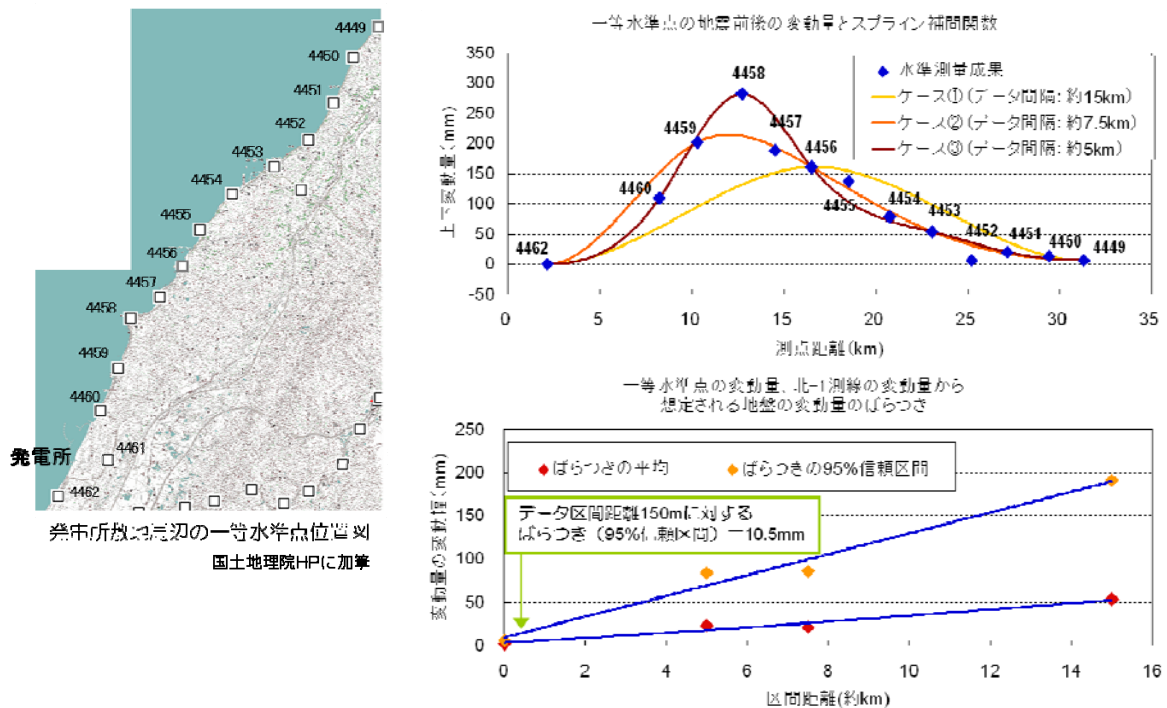 4449
4450
4451
4452
4453
4454
4455
4456
4457
4458
4459
4460
4461
4462
発電所
発電所敷地周辺の一等水準点位置図
国土地理院HPに加筆
一等水準点の地震前後の変動量とスプライン補間関数
上下変動量(mm)
350
300
250
200
150
100
50
0
-50
0 5 10 15 20 25 30 35
測点距離(km)
水準測量成果
ケース①(データ間隔: 約15km)
ケース②(データ間隔: 約7.5km)
ケース③(データ間隔: 約5km)
4462
4460
4459
4458
4457
4456
4455
4454
4453
4452
4451
4450
4449
一等水準点の変動量、北-1測線の変動量から
想定される地盤の変動量のばらつき
変動量の変動幅(mm)
250
200
150
100
50
0
0 2 4 6 8 10 12 14 16
区間距離(約km)
ばらつきの平均
ばらつきの95%信頼区間
データ区間距離150mに対する
ばらつき（95%信頼区間）＝10.5mm